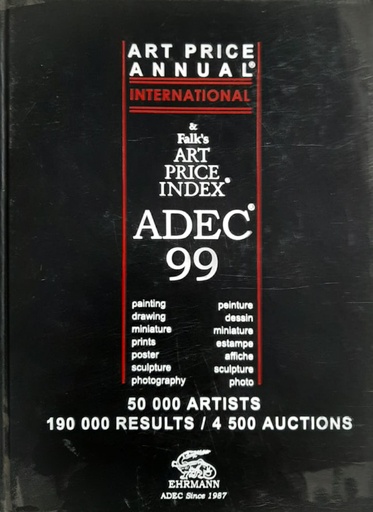 ART PRICE
ANNUAL®
INTERNATIONAL
&
Falk's
ART
PRICE
INDEX®
ADEC®
99
painting peinture
drawing dessin
miniature miniature
prints estampe
poster affiche
sculpture sculpture
photography photo
50 000 ARTISTS
190 000 RESULTS / 4 500 AUCTIONS
EHRMANN
ADEC Since 1987